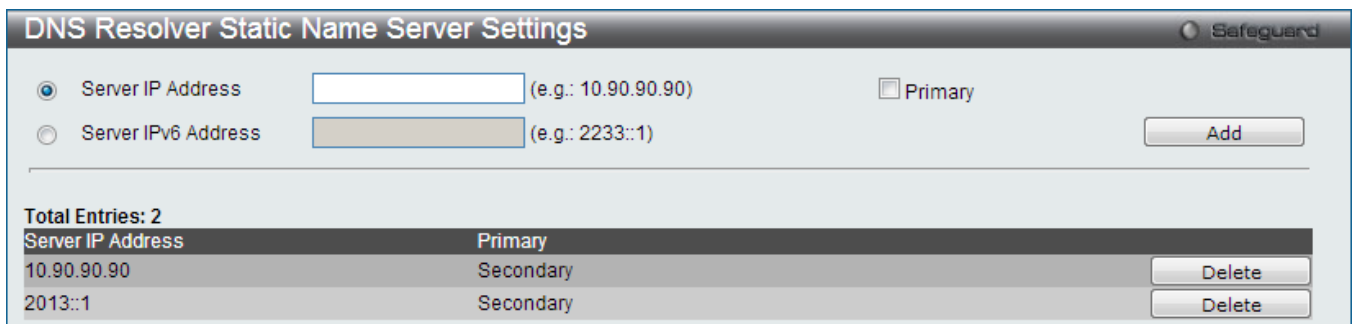 DNS Resolver Static Name Server Settings Safeguard
Server IP Address (e.g.: 10.90.90.90) Primary
Server IPv6 Address (e.g.: 2233::1) Add
Total Entries: 2
Server IP Address Primary
10.90.90.90 Secondary Delete
2013::1 Secondary Delete